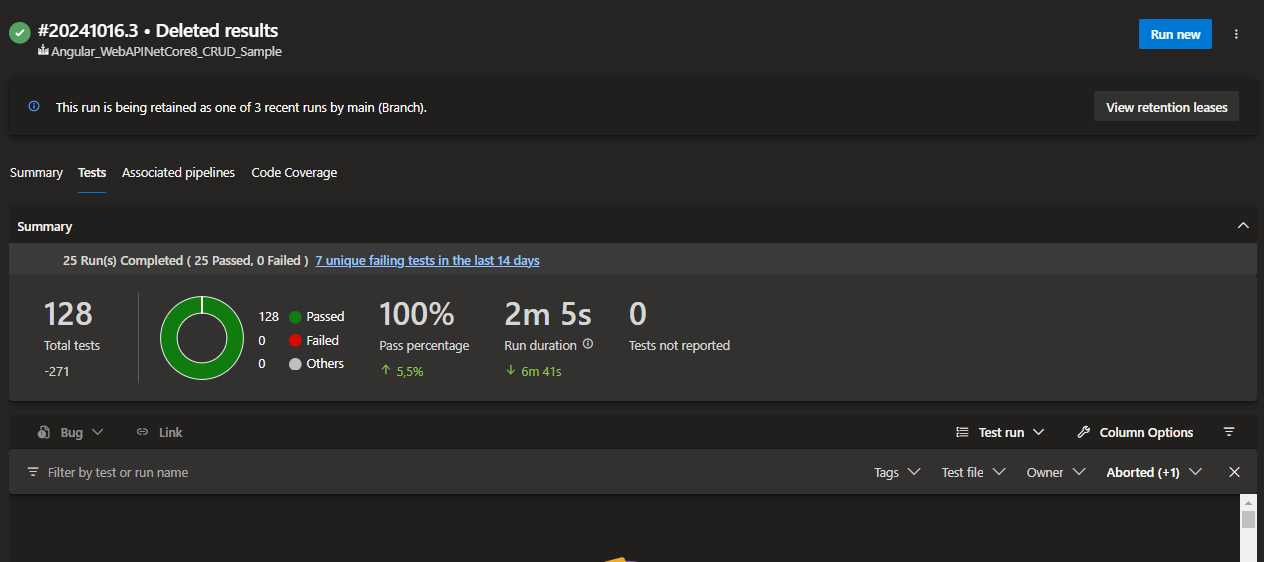 #20241016.3 • Deleted results
Angular_WebAPINetCore8_CRUD_Sample
Run new
This run is being retained as one of 3 recent runs by main (Branch).
View retention leases
Summary Tests Associated pipelines Code Coverage
Summary
25 Run(s) Completed ( 25 Passed, 0 Failed ) 7 unique failing tests in the last 14 days
128
Total tests
-271
128 Passed
0 Failed
0 Others
100%
Pass percentage
5,5%
2m 5s
Run duration
6m 41s
0
Tests not reported
Bug Link Test run Column Options
Filter by test or run name Tags Test file Owner Aborted (+1)